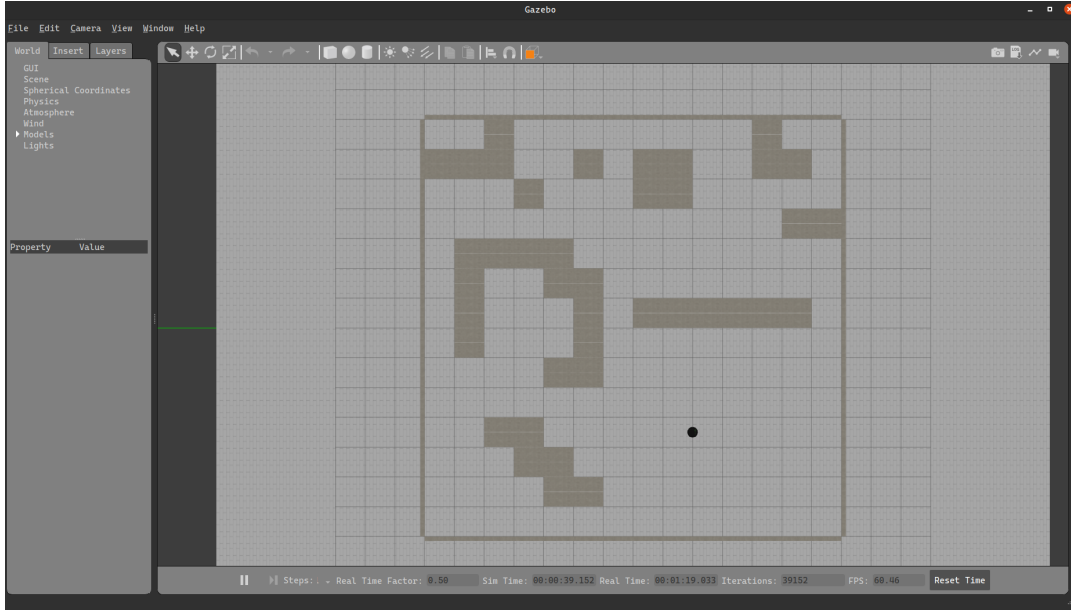 Gazebo
File Edit Camera View Window Help
World Insert Layers
GUI
Scene
Spherical Coordinates
Physics
Atmosphere
Wind
Models
Lights
Property Value
Steps: Real Time Factor: 0.50 Sim Time: 00:00:39.152 Real Time: 00:01:19.033 Iterations: 39152 FPS: 60.46 Reset Time